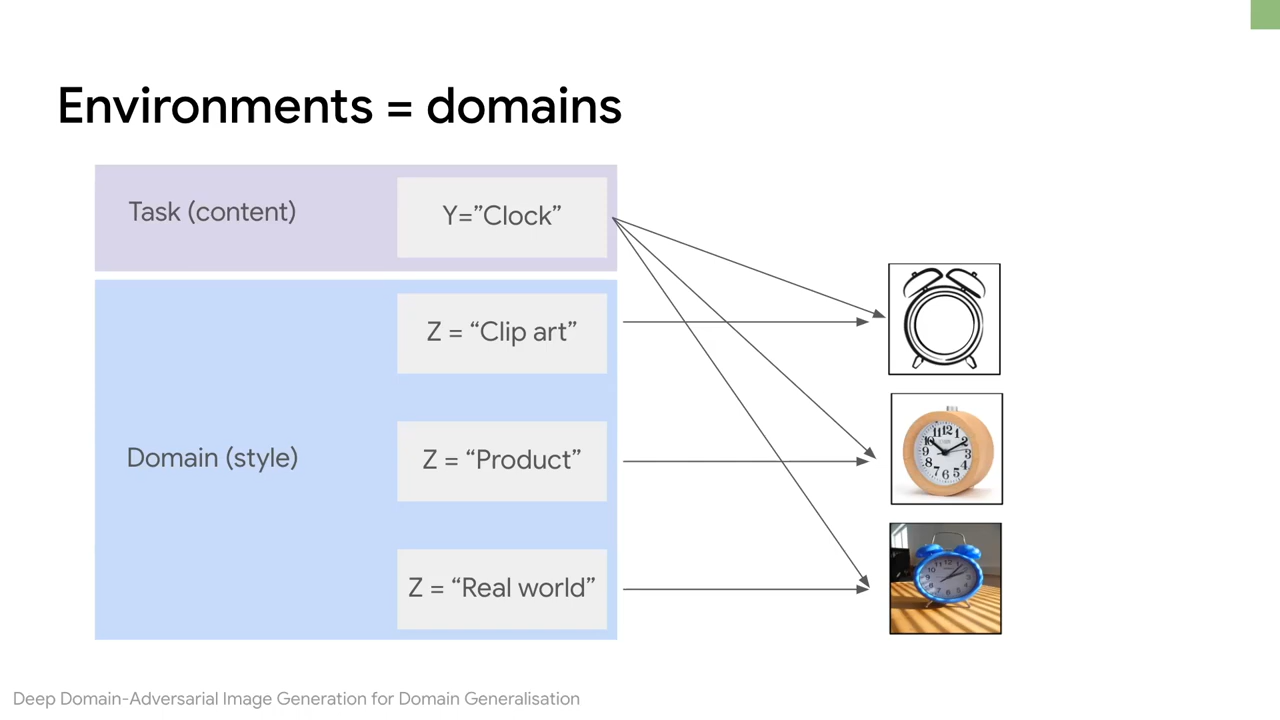 Environments = domains
Task (content)
Y=”Clock”
Z = “Clip art”
Domain (style)
Z = “Product”
Z = “Real world”
Deep Domain-Adversarial Image Generation for Domain Generalisation